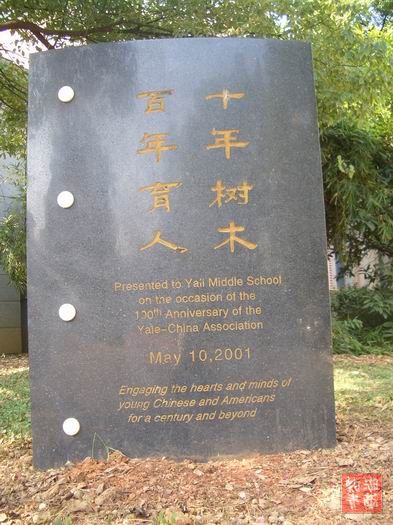 十年树木
百年育人
Presented to Yali Middle School
on the occasion of the
100th Anniversary of the
Yale-China Association
May 10,2001
Engaging the hearts and minds of
young Chinese and Americans
for a century and beyond